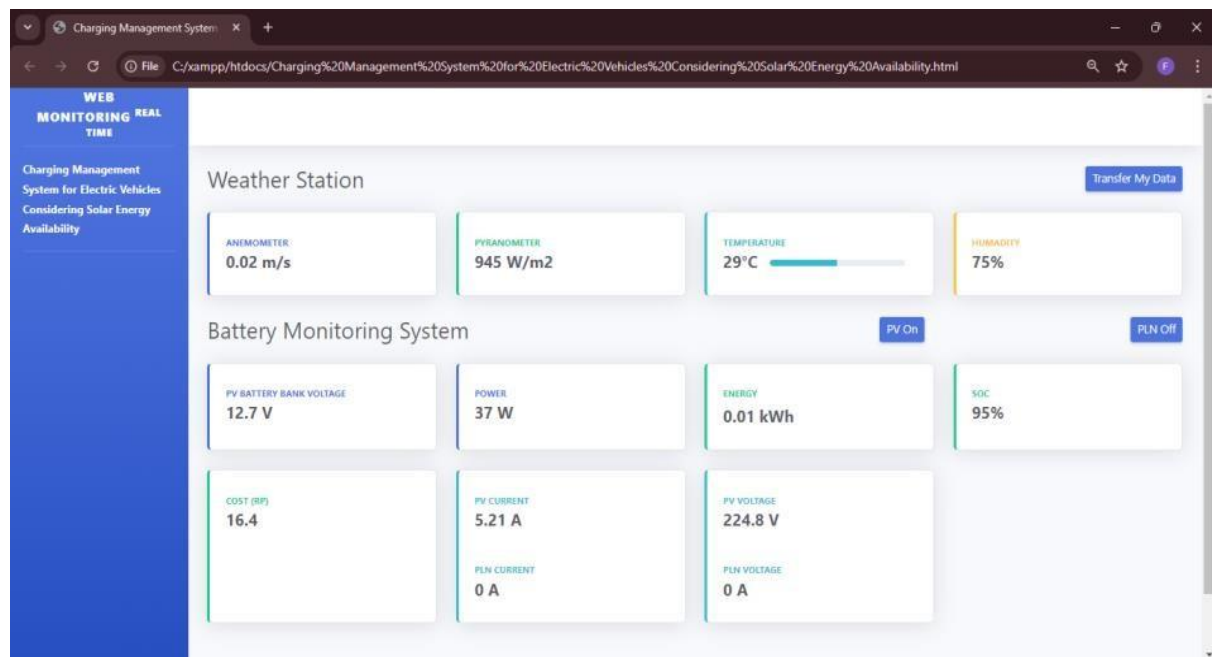 Charging Management System
File C:/xampp/htdocs/Charging%20Management%20System%20for%20Electric%20Vehicles%20Considering%20Solar%20Energy%20Availability.html
F
WEB
MONITORING REAL
TIME
Charging Management
System for Electric Vehicles
Considering Solar Energy
Availability
Weather Station
Transfer My Data
ANEMOMETER
0.02 m/s
PYRANOMETER
945 W/m2
TEMPERATURE
29°C
HUMADITY
75%
Battery Monitoring System
PV On
PLN Off
PV BATTERY BANK VOLTAGE
12.7 V
POWER
37 W
ENERGY
0.01 kWh
SOC
95%
COST (RP)
16.4
PV CURRENT
5.21 A
PLN CURRENT
0 A
PV VOLTAGE
224.8 V
PLN VOLTAGE
0 A